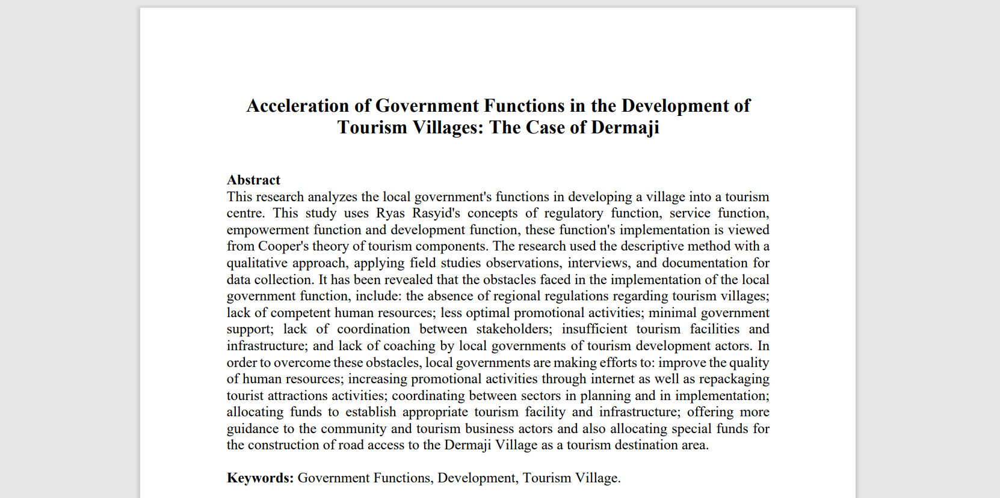 Acceleration of Government Functions in the Development of
Tourism Villages: The Case of Dermaji
Abstract
This research analyzes the local government's functions in developing a village into a tourism
centre. This study uses Ryas Rasyid's concepts of regulatory function, service function,
empowerment function and development function, these function's implementation is viewed
from Cooper's theory of tourism components. The research used the descriptive method with a
qualitative approach, applying field studies observations, interviews, and documentation for
data collection. It has been revealed that the obstacles faced in the implementation of the local
government function, include: the absence of regional regulations regarding tourism villages;
lack of competent human resources; less optimal promotional activities; minimal government
support; lack of coordination between stakeholders; insufficient tourism facilities and
infrastructure; and lack of coaching by local governments of tourism development actors. In
order to overcome these obstacles, local governments are making efforts to: improve the quality
of human resources; increasing promotional activities through internet as well as repackaging
tourist attractions activities; coordinating between sectors in planning and in implementation;
allocating funds to establish appropriate tourism facility and infrastructure; offering more
guidance to the community and tourism business actors and also allocating special funds for
the construction of road access to the Dermaji Village as a tourism destination area.
Keywords: Government Functions, Development, Tourism Village.